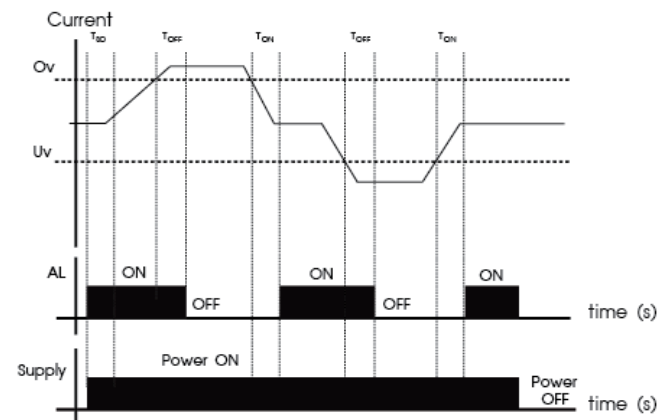 Current
TSD TOFF TON TOFF TON
Ov
Uv
AL ON ON ON
OFF OFF
time (s)
Supply Power ON
Power
OFF time (s)